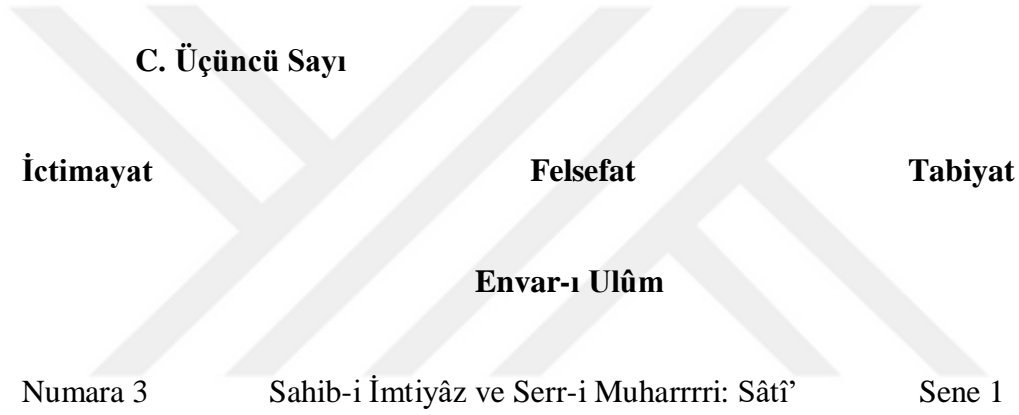 C. Üçüncü Sayı
İctimayat Felsefat Tabiyat
Envar-ı Ulûm
Numara 3 Sahib-i İmtiyâz ve Serr-i Muharrrri: Sâtî’ Sene 1